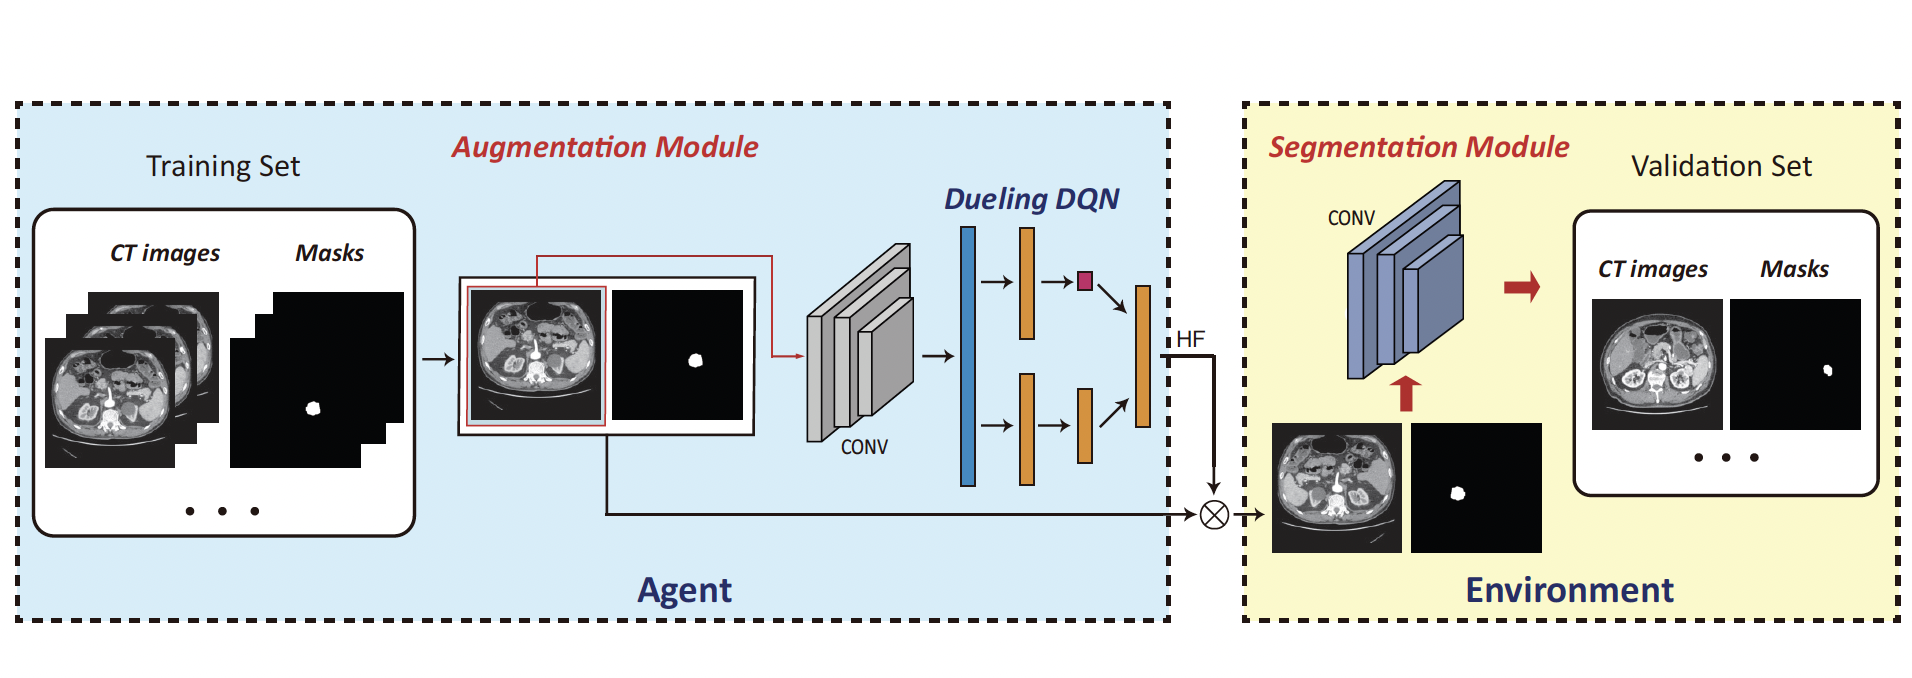 Training Set
CT images
Masks
Augmentation Module
Dueling DQN
CONV
HF
Agent
Segmentation Module
CONV
Validation Set
CT images
Masks
Environment